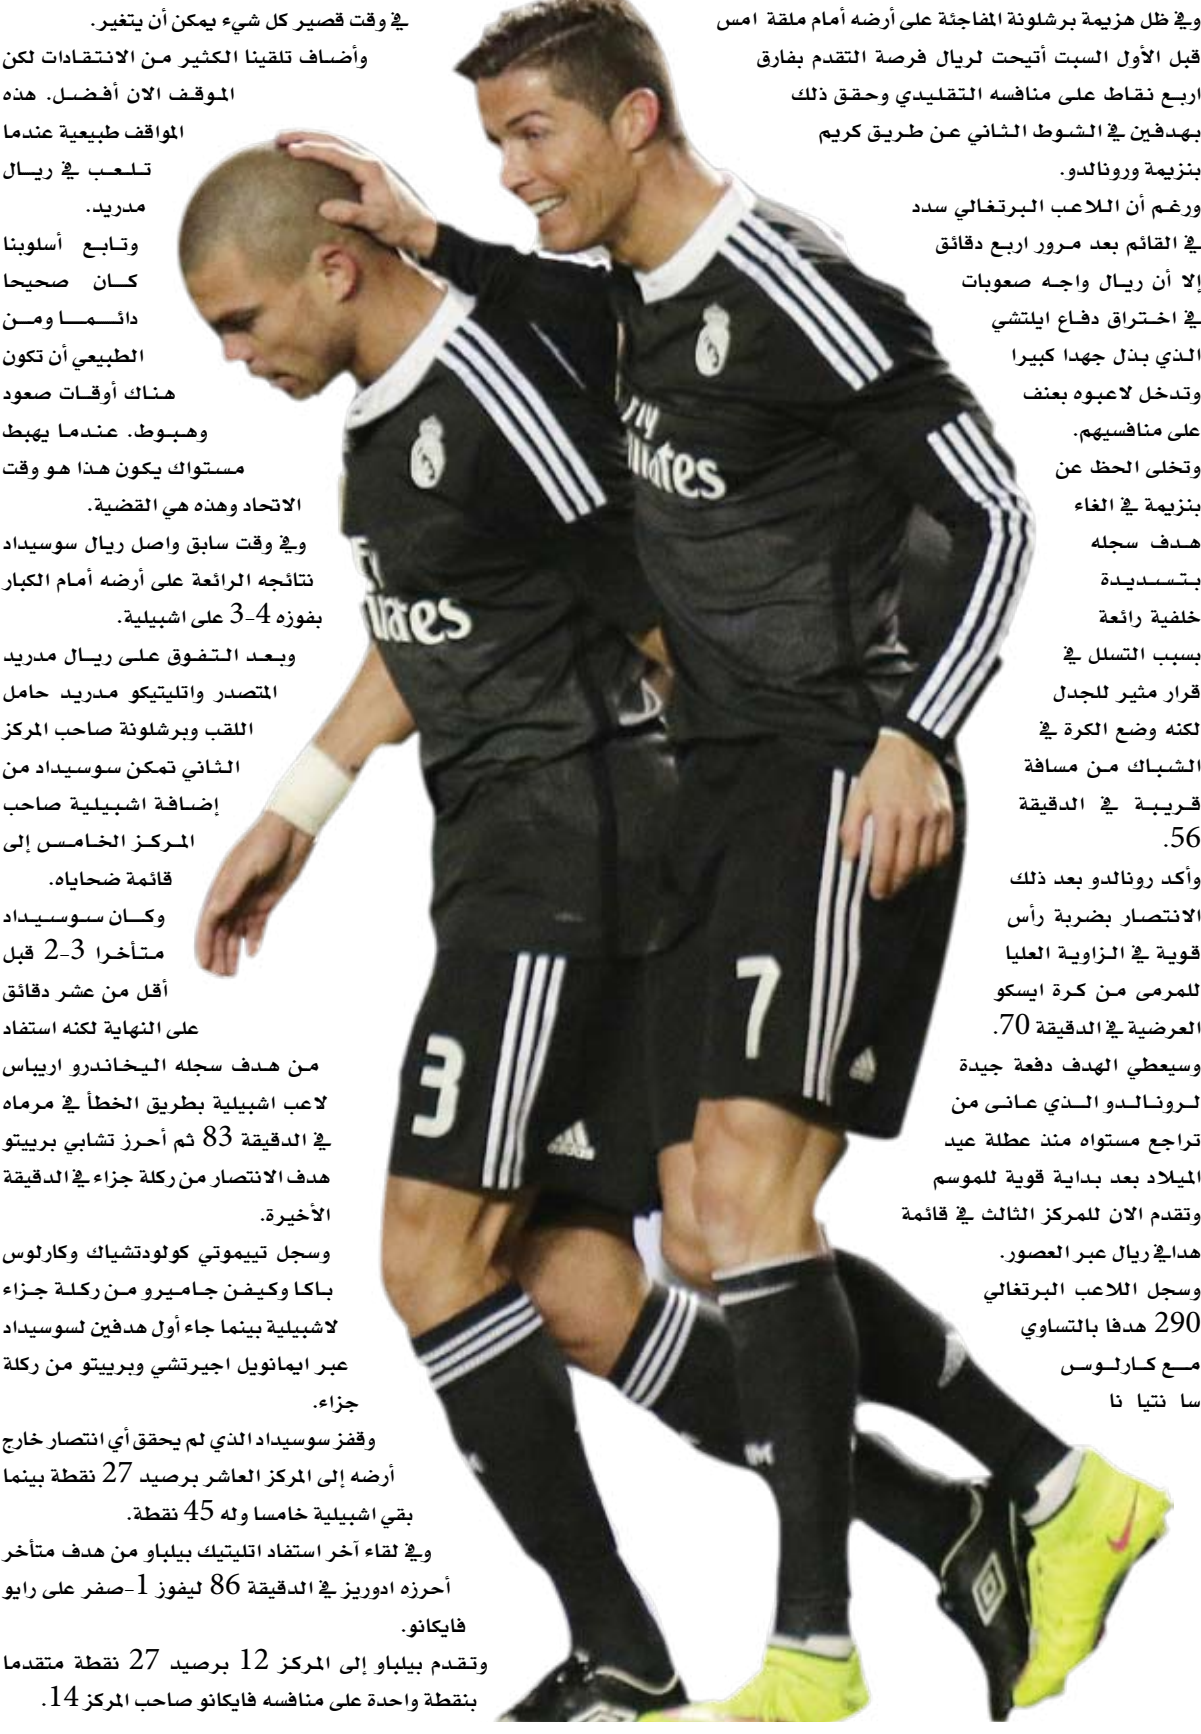 وفي ظل هزيمة برشلونة المفاجئة على أرضه أمام ملقة امس
قبل الأول السبت أتيحت لريال فرصة التقدم بفارق
اربع نقاط على منافسه التقليدي وحقق ذلك
بهدفين في الشوط الثاني عن طريق كريم
بنزيمة ورونالدو.
ورغم أن اللاعب البرتغالي سدد
في القائم بعد مرور اربع دقائق
إلا أن ريال واجه صعوبات
في اختراق دفاع ايلتشي
الذي بذل جهدا كبيرا
وتدخل لاعبوه بعنف
على منافسيهم.
وتخلى الحظ عن
بنزيمة في الغاء
هدف سجله
بتسديدة
خلفية رائعة
بسبب التسلل في
قرار مثير للجدل
لكنه وضع الكرة في
الشباك من مسافة
قريبة في الدقيقة
56.
وأكد رونالدو بعد ذلك
الانتصار بضربة رأس
قوية في الزاوية العليا
للمرمى من كرة ايسكو
العرضية في الدقيقة 70.
وسيعطي الهدف دفعة جيدة
لرونالدو الذي عانى من
تراجع مستواه منذ عطلة عيد
الميلاد بعد بداية قوية للموسم
وتقدم الان للمركز الثالث في قائمة
هدافي ريال عبر العصور.
وسجل اللاعب البرتغالي
290 هدفا بالتساوي
مع كارلوس
سا نتيا نا
في وقت قصير كل شيء يمكن أن يتغير.
وأضاف تلقينا الكثير من الانتقادات لكن
الموقف الان أفضل. هذه
المواقف طبيعية عندما
تلعب في ريال
مدريد.
وتابع أسلوبنا
كان صحيحا
دائما ومن
الطبيعي أن تكون
هناك أوقات صعود
وهبوط. عندما يهبط
مستواك يكون هذا هو وقت
الاتحاد وهذه هي القضية.
وفي وقت سابق واصل ريال سوسيداد
نتائجه الرائعة على أرضه أمام الكبار
بفوزه 4-3 على اشبيلية.
وبعد التفوق على ريال مدريد
المتصدر واتليتيكو مدريد حامل
اللقب وبرشلونة صاحب المركز
الثاني تمكن سوسيداد من
إضافة اشبيلية صاحب
المركز الخامس إلى
قائمة ضحاياه.
وكان سوسيداد
متأخرا 3-2 قبل
أقل من عشر دقائق
على النهاية لكنه استفاد
من هدف سجله اليخاندرو اريباس
لاعب اشبيلية بطريق الخطأ في مرماه
في الدقيقة 83 ثم أحرز تشابي برييتو
هدف الانتصار من ركلة جزاء في الدقيقة
الأخيرة.
وسجل تييموتي كولودتشياك وكارلوس
باكا وكيفن جاميرو من ركلة جزاء
لاشبيلية بينما جاء أول هدفين لسوسيداد
عبر ايمانويل اجيرتشي وبرييتو من ركلة
جزاء.
وقفز سوسيداد الذي لم يحقق أي انتصار خارج
أرضه إلى المركز العاشر برصيد 27 نقطة بينما
بقي اشبيلية خامسا وله 45 نقطة.
وفي لقاء آخر استفاد اتليتيك بيلباو من هدف متأخر
أحرزه ادوريز في الدقيقة 86 ليفوز 1-صفر على رايو
فايكانو.
وتقدم بيلباو إلى المركز 12 برصيد 27 نقطة متقدما
بنقطة واحدة على منافسه فايكانو صاحب المركز 14.
7
3
adidas